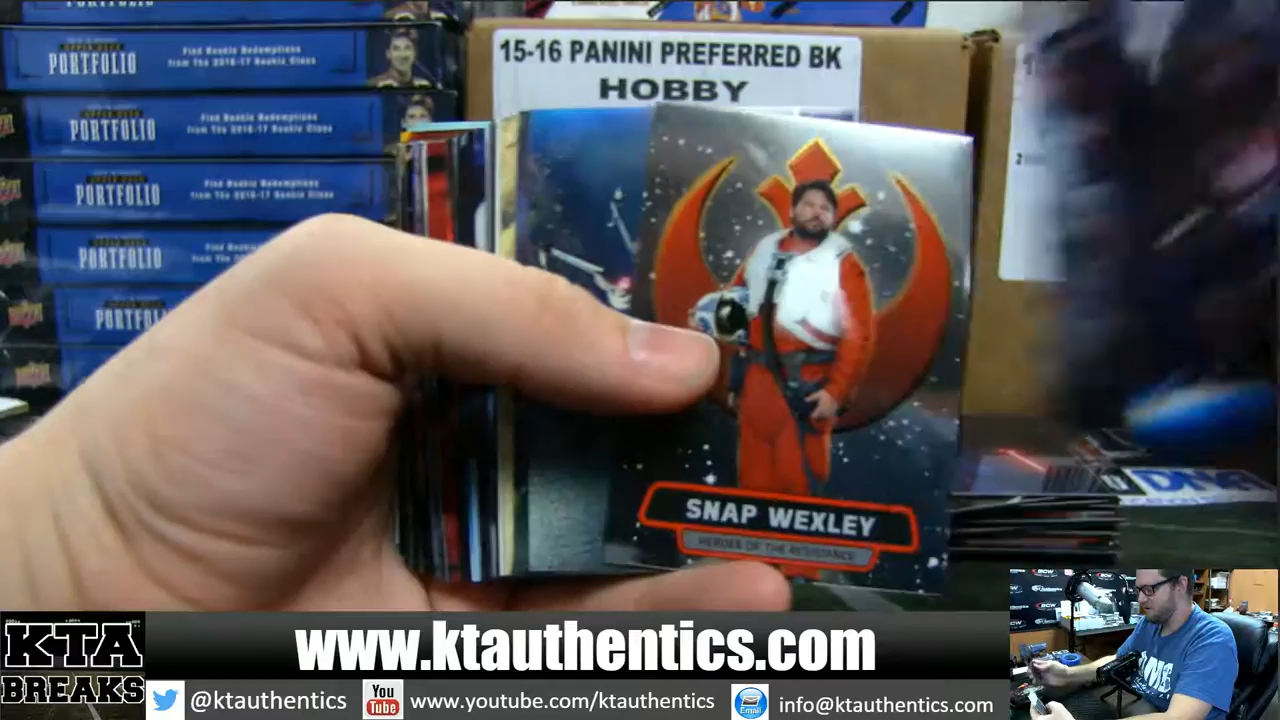 UPPER DECK
PORTFOLIO
Find Rookie Redemptions
from The 2016-17 Rookie Class
PORTFOLIO
Find Rookie Redemptions
from The 2016-17 Rookie Class
PORTFOLIO
Find Rookie Redemptions
from The 2016-17 Rookie Class
PORTFOLIO
PORTFOLIO
15-16 PANINI PREFERRED BK
HOBBY
SNAP WEXLEY
HEROES OF THE RESISTANCE
KTA
BREAKS
www.ktauthentics.com
@ktauthentics
You
Tube
www.youtube.com/ktauthentics
Email
info@ktauthentics.com
BCW